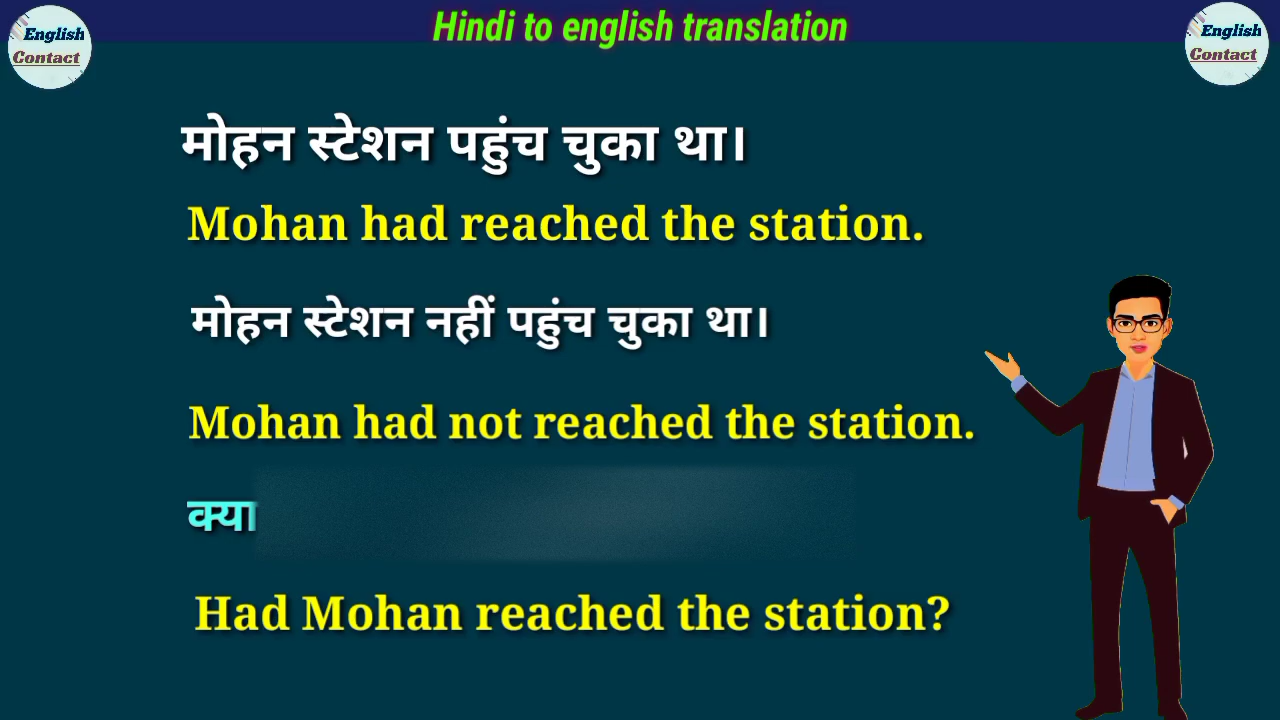 Hindi to english translation
English
Contact
English
Contact
मोहन स्टेशन पहुंच चुका था।
Mohan had reached the station.
मोहन स्टेशन नहीं पहुंच चुका था।
Mohan had not reached the station.
क्या
Had Mohan reached the station?